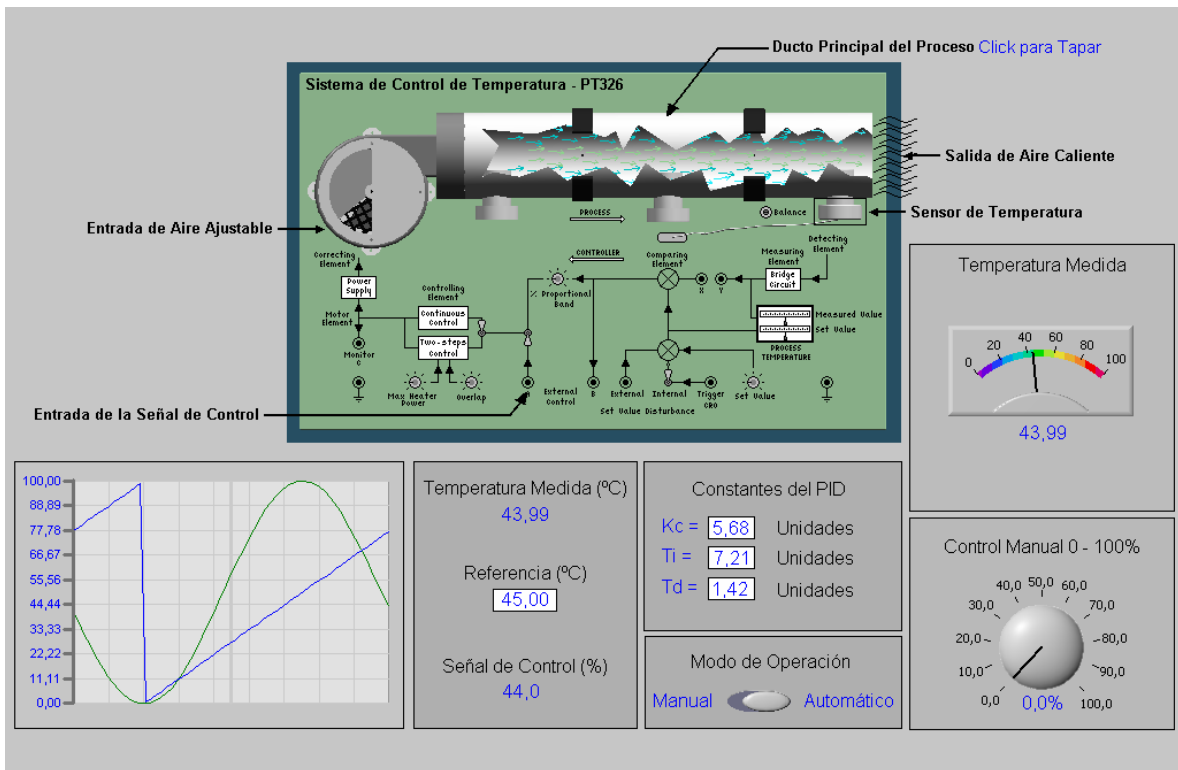 Ducto Principal del Proceso Click para Tapar
Sistema de Control de Temperatura - PT326
Salida de Aire Caliente
Sensor de Temperatura
Entrada de Aire Ajustable
PROCESS
Balance
Correcting
Element
CONTROLLER
Comparing
Element
Measuring
Element
Detecting
Element
Power
Supply
Controlling
Element
% Proportional
Band
X
Y
Bridge
Circuit
Motor
Element
Continuous
Control
Measured Value
Set Value
PROCESS
TEMPERATURE
Two-steps
Control
Monitor
C
Max Heater
Power
Overlap
A
External
Control
B
External
Internal
Trigger
CRO
Set Value
Set Value Disturbance
Entrada de la Señal de Control
Temperatura Medida
0
20
40
60
80
100
43,99
100,00
88,89
77,78
66,67
55,56
44,44
33,33
22,22
11,11
0,00
Temperatura Medida (ºC)
43,99
Referencia (ºC)
45,00
Señal de Control (%)
44,0
Constantes del PID
Kc = 5,68 Unidades
Ti = 7,21 Unidades
Td = 1,42 Unidades
Modo de Operación
Manual Automático
Control Manual 0 - 100%
0,0
10,0
20,0
30,0
40,0
50,0
60,0
70,0
80,0
90,0
100,0
0,0%